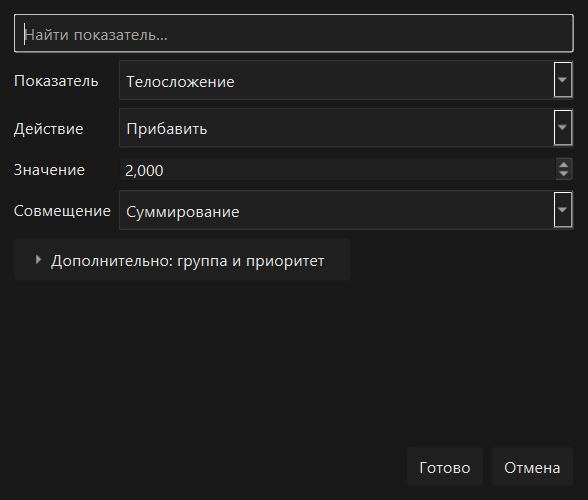 Найти показатель...
Показатель Телосложение
Действие Прибавить
Значение 2,000
Совмещение Суммирование
Дополнительно: группа и приоритет
Готово Отмена